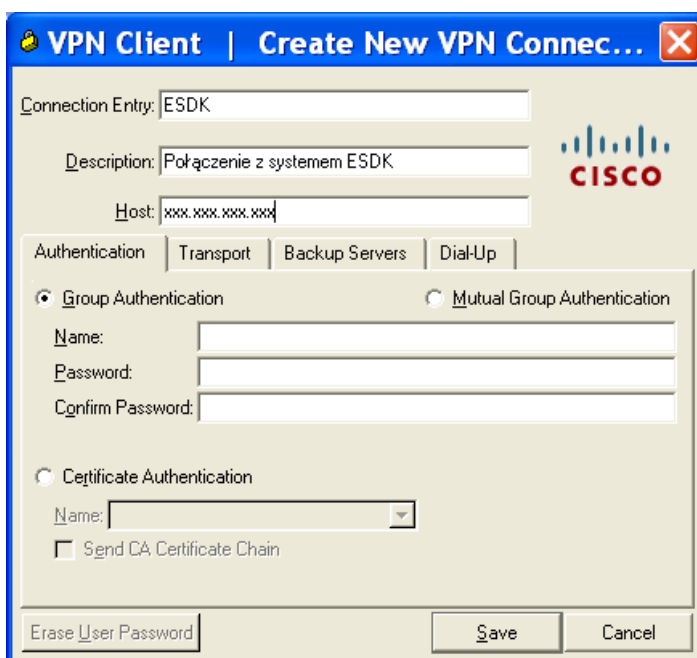 VPN Client | Create New VPN Connec...
Connection Entry: ESDK
Description: Połączenie z systemem ESDK
CISCO
Host: xxx.xxx.xxx.xxx
Authentication Transport Backup Servers Dial-Up
Group Authentication Mutual Group Authentication
Name:
Password:
Confirm Password:
Certificate Authentication
Name:
Send CA Certificate Chain
Erase User Password Save Cancel